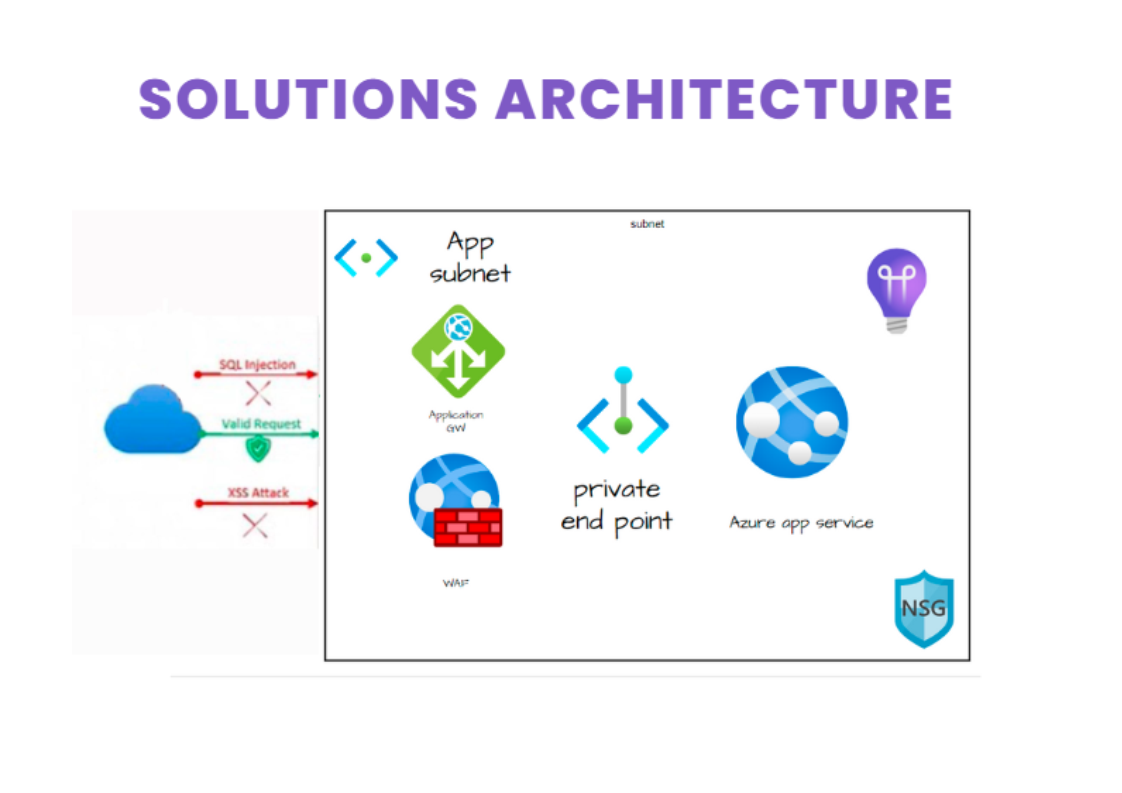 SOLUTIONS ARCHITECTURE
subnet
App
subnet
SQL Injection
Valid Request
XSS Attack
Application
GW
WAF
private
end point
Azure app service
NSG